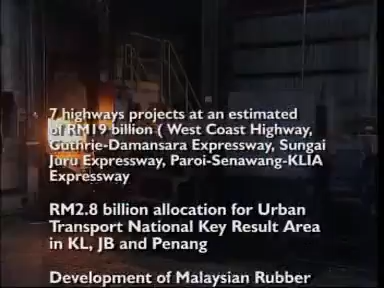 7 highways projects at an estimated
of RM19 billion ( West Coast Highway,
Guthrie-Damansara Expressway, Sungai
Juru Expressway, Paroi-Senawang-KLIA
Expressway
RM2.8 billion allocation for Urban
Transport National Key Result Area
in KL, JB and Penang
Development of Malaysian Rubber